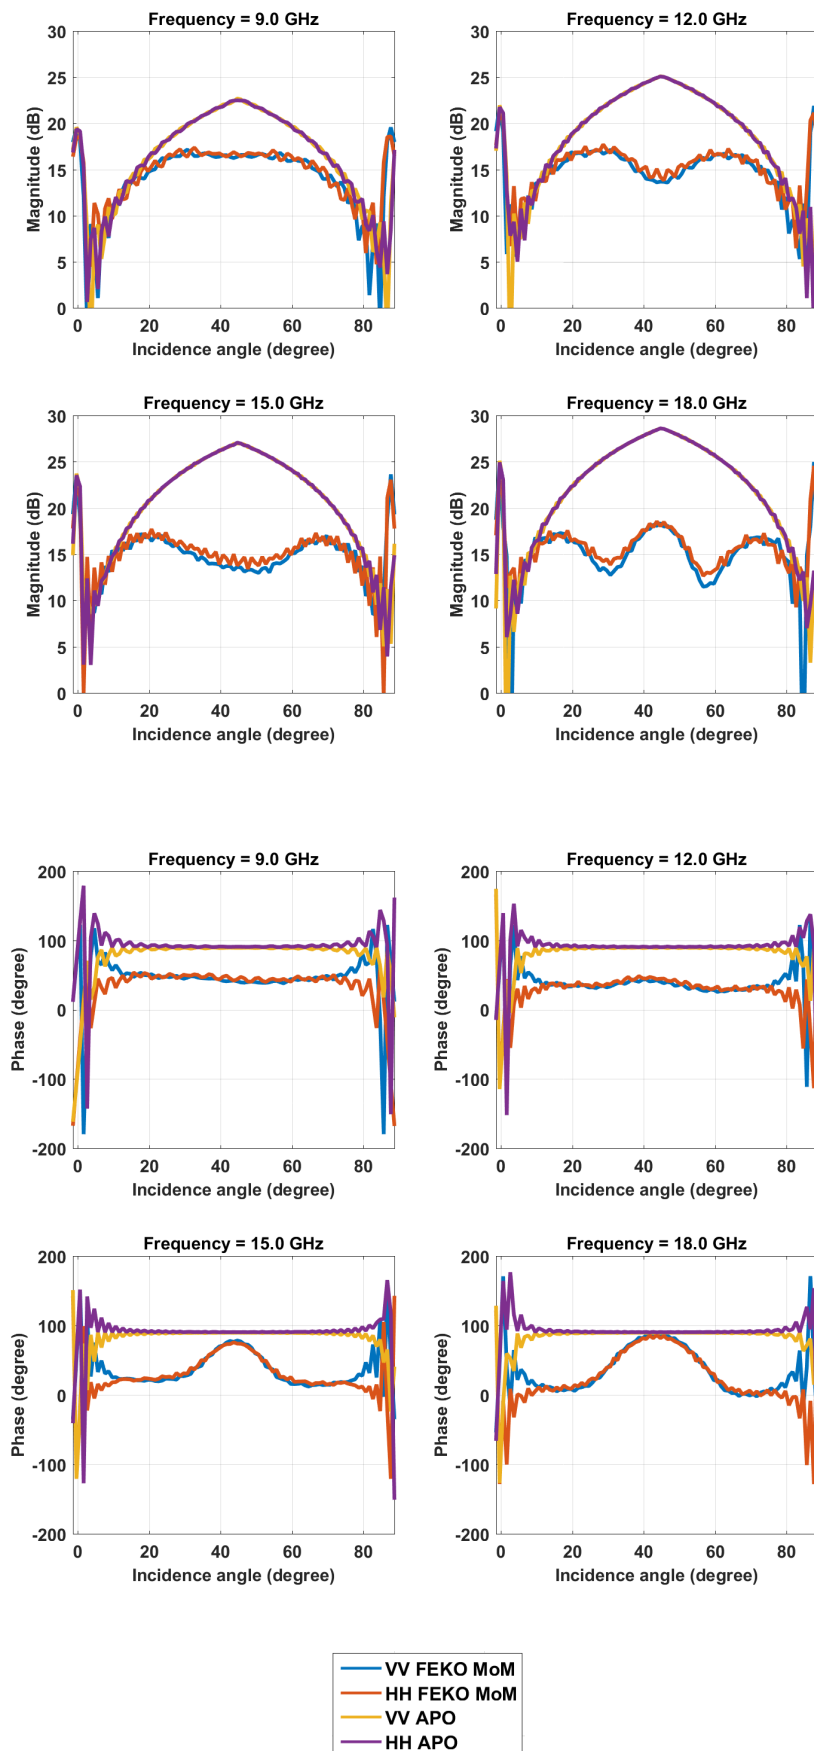 Frequency = 9.0 GHz
30
25
20
15
10
5
0
Magnitude (dB)
0 20 40 60 80
Incidence angle (degree)
Frequency = 12.0 GHz
30
25
20
15
10
5
0
Magnitude (dB)
0 20 40 60 80
Incidence angle (degree)
Frequency = 15.0 GHz
30
25
20
15
10
5
0
Magnitude (dB)
0 20 40 60 80
Incidence angle (degree)
Frequency = 18.0 GHz
30
25
20
15
10
5
0
Magnitude (dB)
0 20 40 60 80
Incidence angle (degree)
Frequency = 9.0 GHz
200
100
0
-100
-200
Phase (degree)
0 20 40 60 80
Incidence angle (degree)
Frequency = 12.0 GHz
200
100
0
-100
-200
Phase (degree)
0 20 40 60 80
Incidence angle (degree)
Frequency = 15.0 GHz
200
100
0
-100
-200
Phase (degree)
0 20 40 60 80
Incidence angle (degree)
Frequency = 18.0 GHz
200
100
0
-100
-200
Phase (degree)
0 20 40 60 80
Incidence angle (degree)
VV FEKO MoM
HH FEKO MoM
VV APO
HH APO